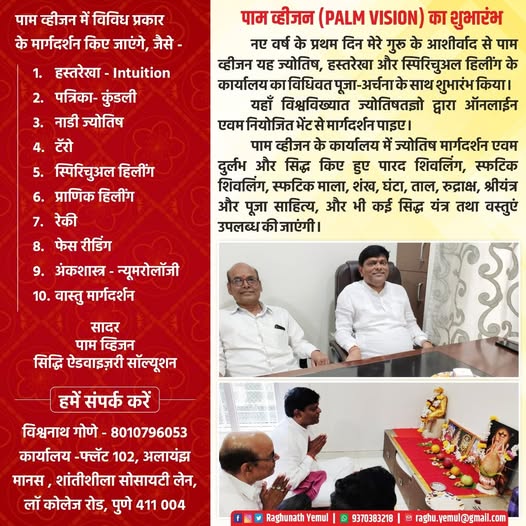 पाम व्हीजन में विविध प्रकार
के मार्गदर्शन किए जाएंगे, जैसे -
1. हस्तरेखा - Intuition
2. पत्रिका- कुंडली
3. नाडी ज्योतिष
4. टॅरो
5. स्पिरिचुअल हिलींग
6. प्राणिक हिलींग
7. रेकी
8. फेस रीडिंग
9. अंकशास्त्र - न्यूमरोलॉजी
10. वास्तु मार्गदर्शन
सादर
पाम व्हिजन
सिद्धि ऐडवाइज़री सॉल्यूशन
हमें संपर्क करें
विश्वनाथ गोणे - 8010796053
कार्यालय -फ्लॅट 102, अलायंझ
मानस , शांतीशीला सोसायटी लेन,
लॉ कोलेज रोड, पुणे 411 004
पाम व्हीजन (PALM VISION) का शुभारंभ
नए वर्ष के प्रथम दिन मेरे गुरू के आशीर्वाद से पाम
व्हीजन यह ज्योतिष, हस्तरेखा और स्पिरिचुअल हिलींग के
कार्यालय का विधिवत पूजा-अर्चना के साथ शुभारंभ किया।
यहाँ विश्वविख्यात ज्योतिषतज्ञो द्वारा ऑनलाईन
एवम नियोजित भेंट से मार्गदर्शन पाइए।
पाम व्हीजन के कार्यालय में ज्योतिष मार्गदर्शन एवम
दुर्लभ और सिद्ध किए हुए पारद शिवलिंग, स्फटिक
शिवलिंग, स्फटिक माला, शंख, घंटा, ताल, रुद्राक्ष, श्रीयंत्र
और पूजा साहित्य, और भी कई सिद्ध यंत्र तथा वस्तुएं
उपलब्ध की जाएंगी।
Raghunath Yemul | 9370383218 | raghu.yemul@gmail.com